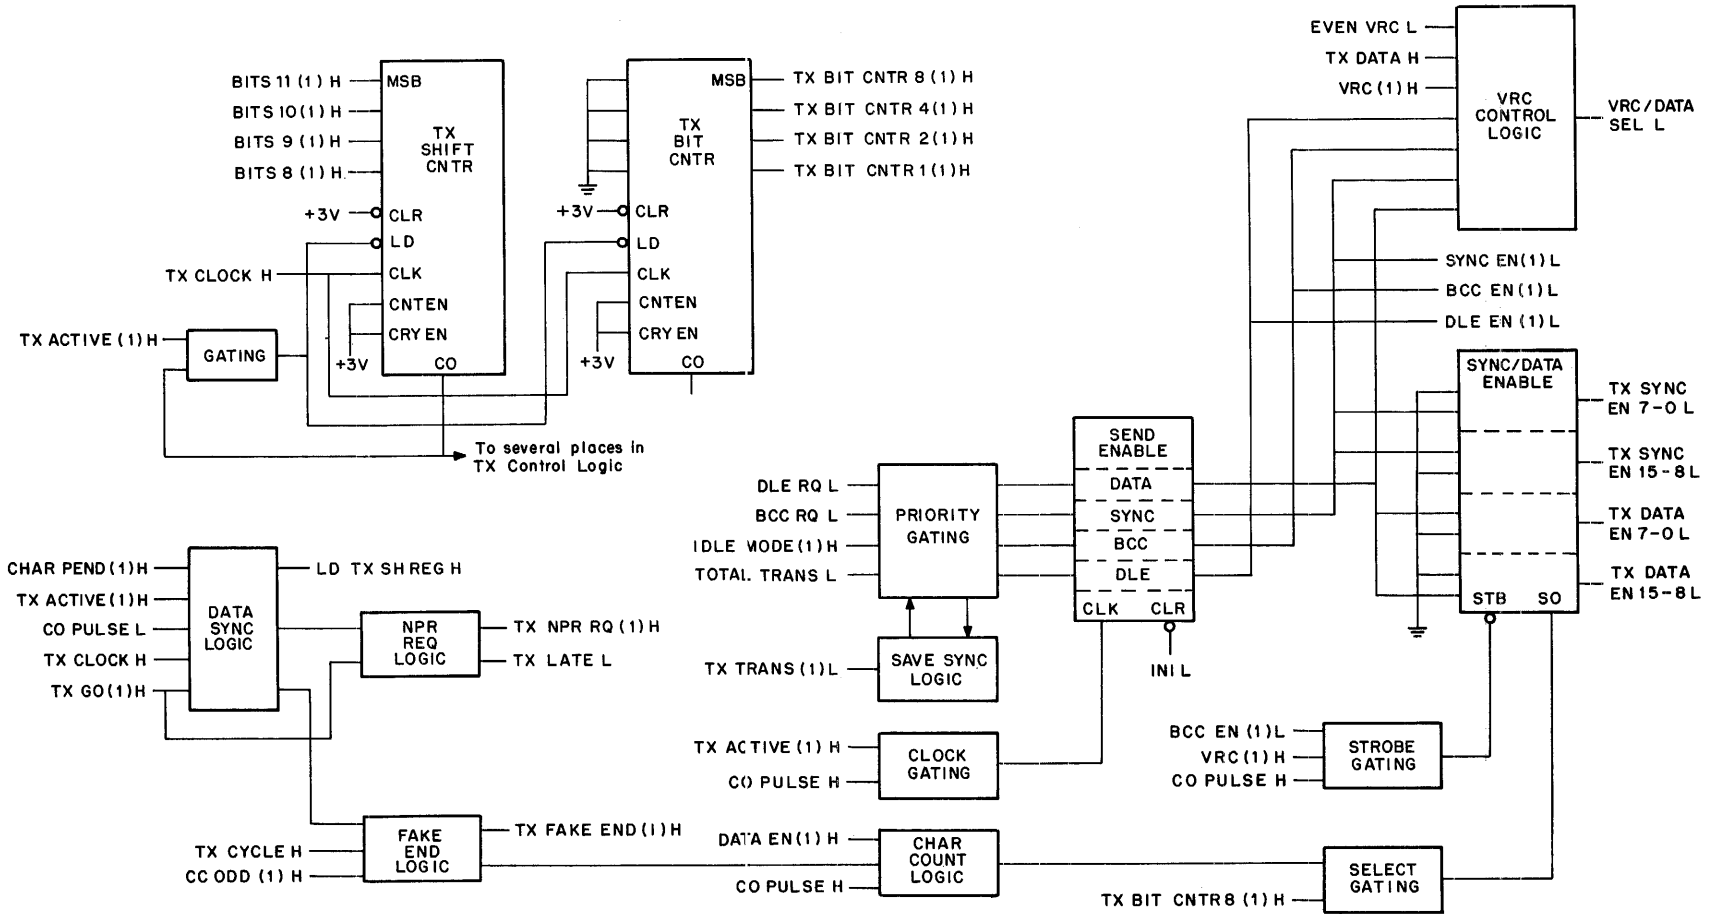 BITS 11 (1) H
BITS 10 (1) H
BITS 9 (1) H
BITS 8 (1) H
MSB
TX
SHIFT
CNTR
+3V
CLR
LD
TX CLOCK H
CLK
CNTEN
CRY EN
+3V
CO
TX ACTIVE (1) H
GATING
To several places in
TX Control Logic
MSB
TX
BIT
CNTR
+3V
CLR
LD
CLK
CNTEN
CRY EN
+3V
CO
TX BIT CNTR 8 (1) H
TX BIT CNTR 4 (1) H
TX BIT CNTR 2 (1) H
TX BIT CNTR 1 (1) H
EVEN VRC L
TX DATA H
VRC (1) H
VRC
CONTROL
LOGIC
VRC/DATA
SEL L
SYNC EN (1) L
BCC EN (1) L
DLE EN (1) L
SYNC/DATA
ENABLE
TX SYNC
EN 7-0 L
TX SYNC
EN 15-8 L
TX DATA
EN 7-0 L
TX DATA
EN 15-8 L
STB
SO
DLE RQ L
BCC RQ L
IDLE MODE (1) H
TOTAL TRANS L
PRIORITY
GATING
SEND
ENABLE
DATA
SYNC
BCC
DLE
CLK
CLR
INI L
TX TRANS (1) L
SAVE SYNC
LOGIC
TX ACTIVE (1) H
CO PULSE H
CLOCK
GATING
BCC EN (1) L
VRC (1) H
CO PULSE H
STROBE
GATING
CHAR PEND (1) H
TX ACTIVE (1) H
CO PULSE L
TX CLOCK H
TX GO (1) H
DATA
SYNC
LOGIC
LD TX SH REG H
NPR
REQ
LOGIC
TX NPR RQ (1) H
TX LATE L
TX CYCLE H
CC ODD (1) H
FAKE
END
LOGIC
TX FAKE END (1) H
DATA EN (1) H
CO PULSE H
CHAR
COUNT
LOGIC
TX BIT CNTR 8 (1) H
SELECT
GATING